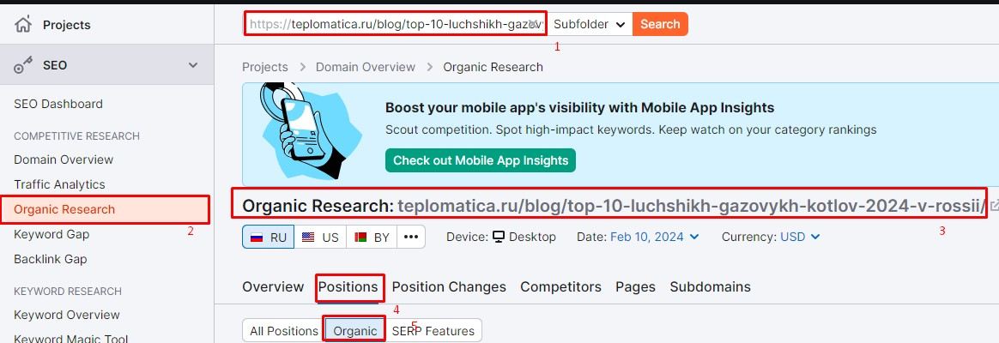 Projects
https://teplomatica.ru/blog/top-10-luchshikh-gazov
Subfolder
Search
1
SEO
Projects > Domain Overview > Organic Research
SEO Dashboard
Boost your mobile app's visibility with Mobile App Insights
Scout competition. Spot high-impact keywords. Keep watch on your category rankings
Check out Mobile App Insights
COMPETITIVE RESEARCH
Domain Overview
Traffic Analytics
Organic Research
2
Keyword Gap
Backlink Gap
Organic Research: teplomatica.ru/blog/top-10-luchshikh-gazovykh-kotlov-2024-v-rossii/
3
RU US BY •••
Device: Desktop
Date: Feb 10, 2024
Currency: USD
KEYWORD RESEARCH
Keyword Overview
Keyword Magic Tool
Overview Positions Position Changes Competitors Pages Subdomains
4
All Positions Organic SERP Features
5